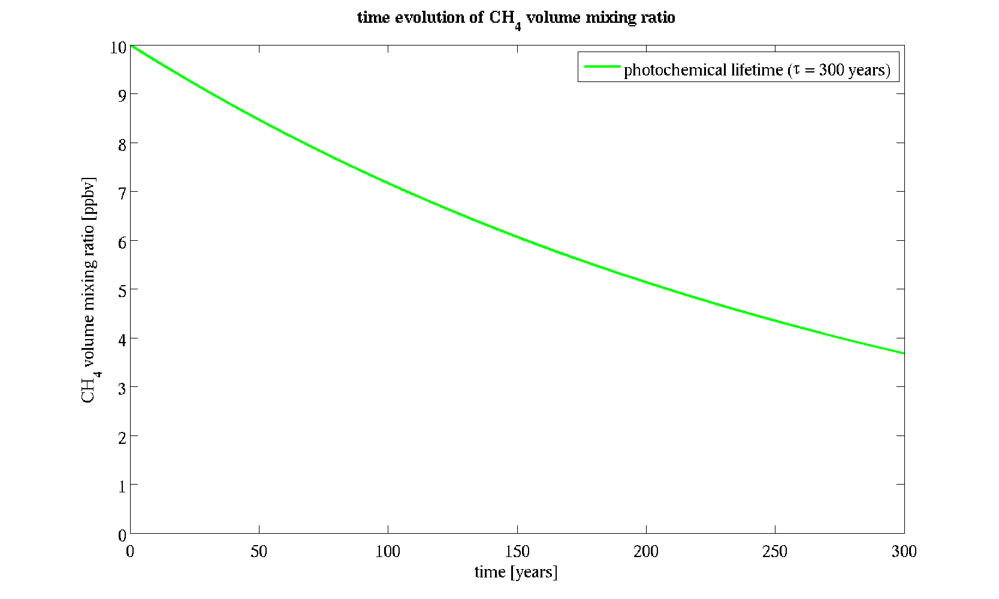 time evolution of CH4 volume mixing ratio
photochemical lifetime (τ = 300 years)
CH4 volume mixing ratio [ppbv]
10
9
8
7
6
5
4
3
2
1
0
0 50 100 150 200 250 300
time [years]